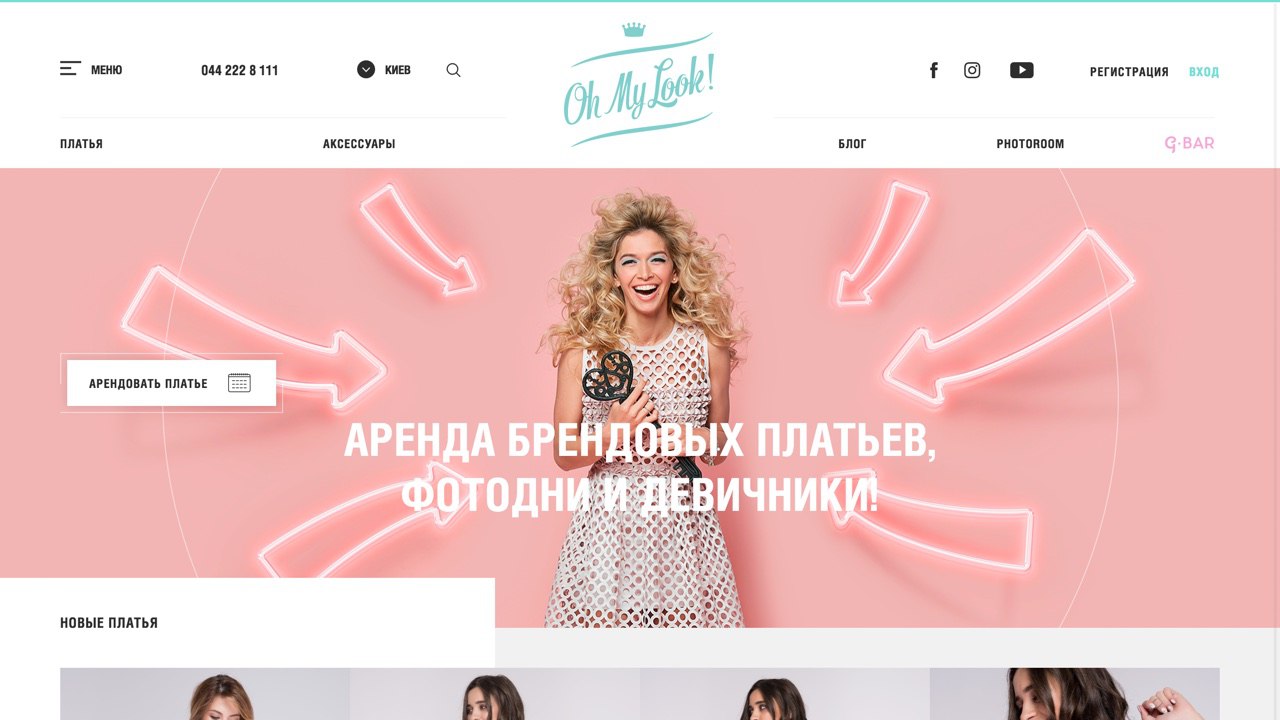 МЕНЮ
044 222 8 111
КИЕВ
Oh My Look!
РЕГИСТРАЦИЯ
ВХОД
ПЛАТЬЯ
АКСЕССУАРЫ
БЛОГ
PHOTOROOM
G·BAR
АРЕНДОВАТЬ ПЛАТЬЕ
АРЕНДА БРЕНДОВЫХ ПЛАТЬЕВ,
ФОТОДНИ И ДЕВИЧНИКИ!
НОВЫЕ ПЛАТЬЯ